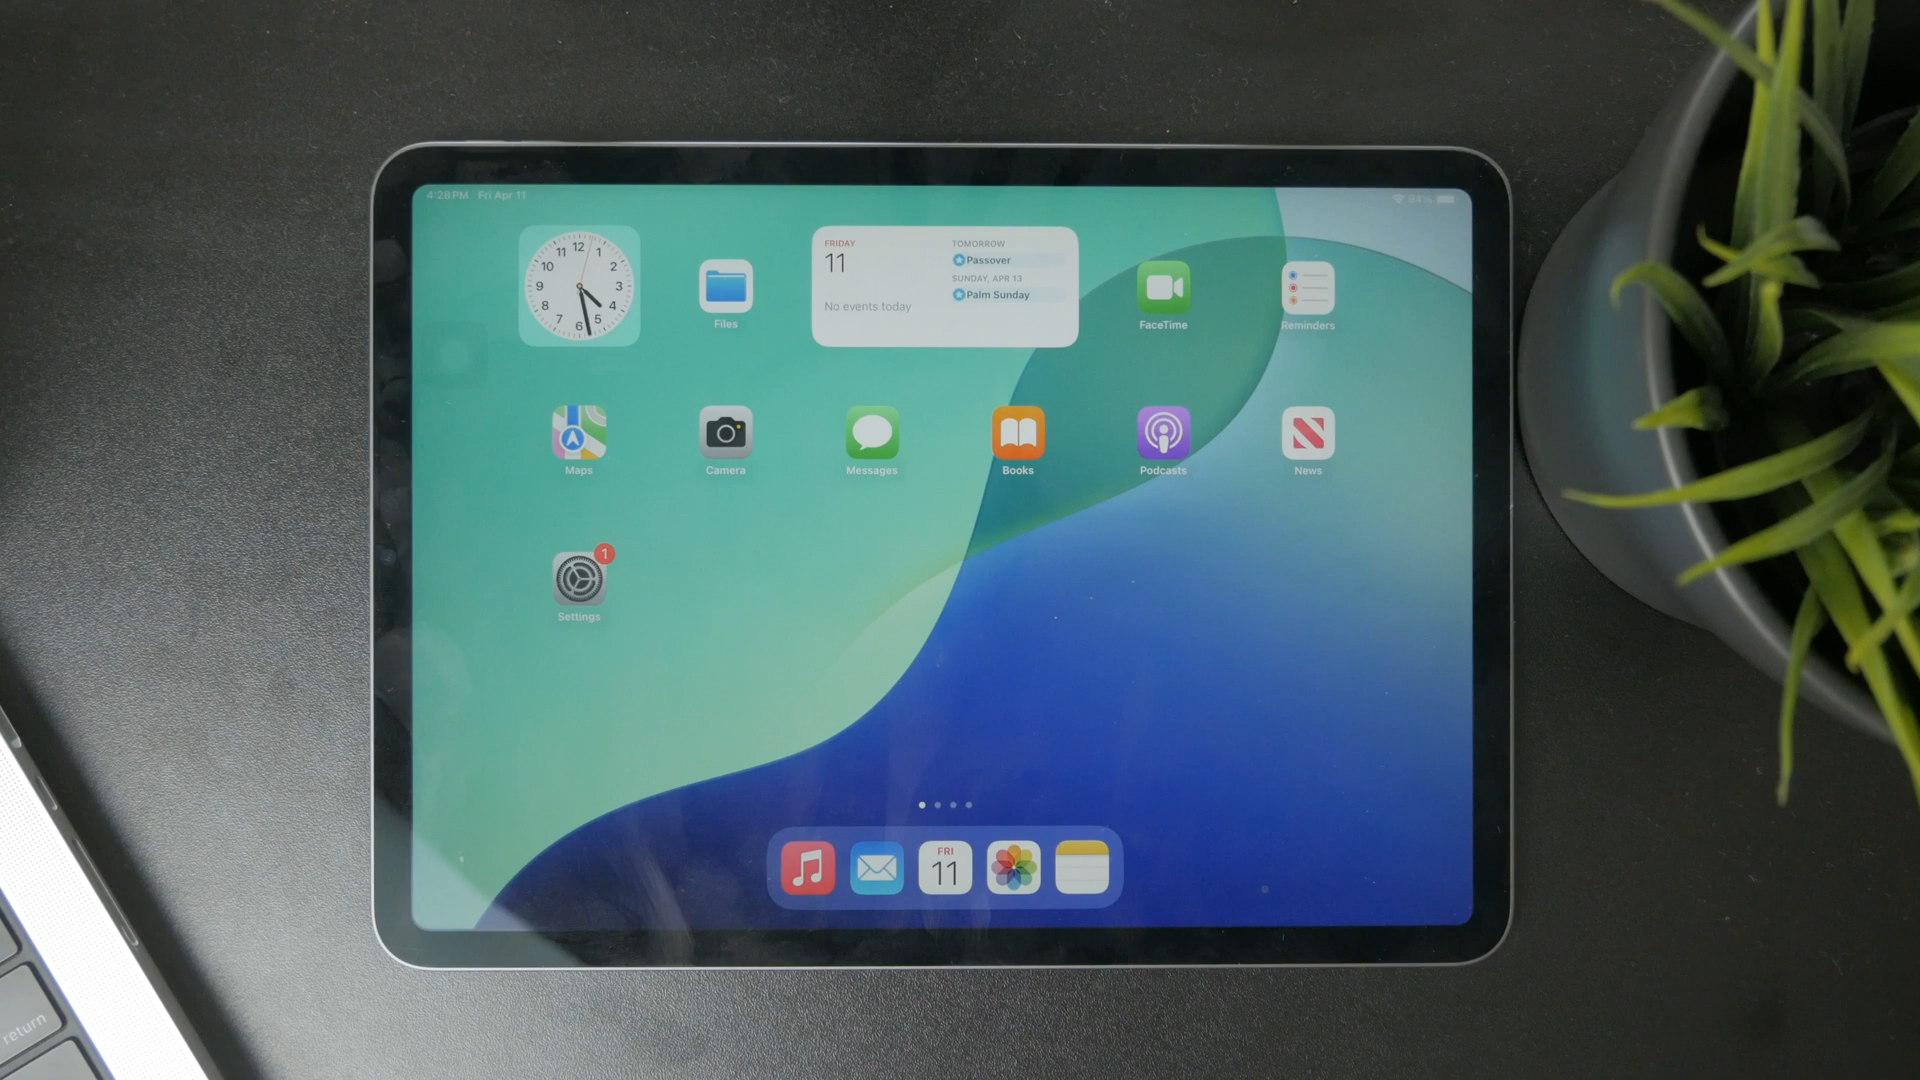 4:28 PM Fri Apr 11
84%
12
1
2
3
4
5
6
7
8
9
10
11
Files
FRIDAY
11
No events today
TOMORROW
Passover
SUNDAY, APR 13
Palm Sunday
FaceTime
Reminders
Maps
Camera
Messages
Books
Podcasts
News
1
Settings
FRI
11
return